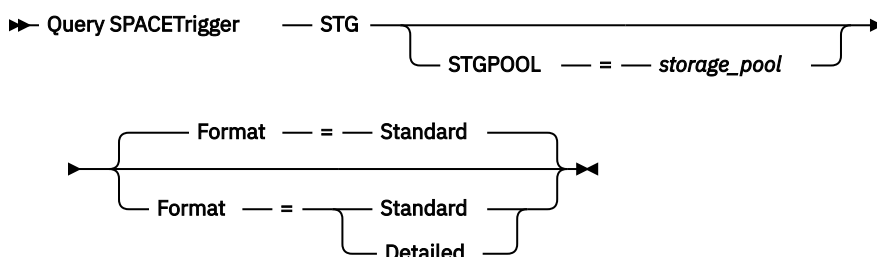 Query SPACETrigger STG
STGPOOL = storage_pool
Format = Standard
Format = Standard
Detailed